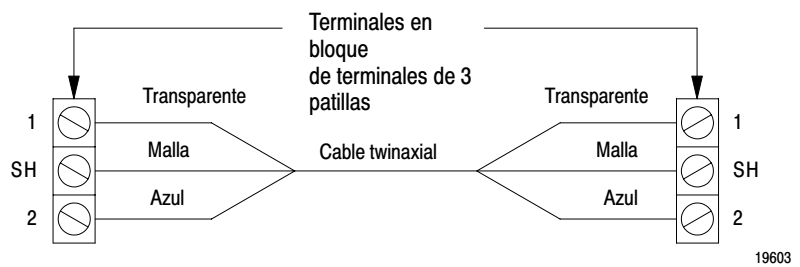 Terminales en
bloque
de terminales de 3
patillas
Transparente
Transparente
1
1
Malla
Cable twinaxial
Malla
SH
SH
Azul
Azul
2
2
19603